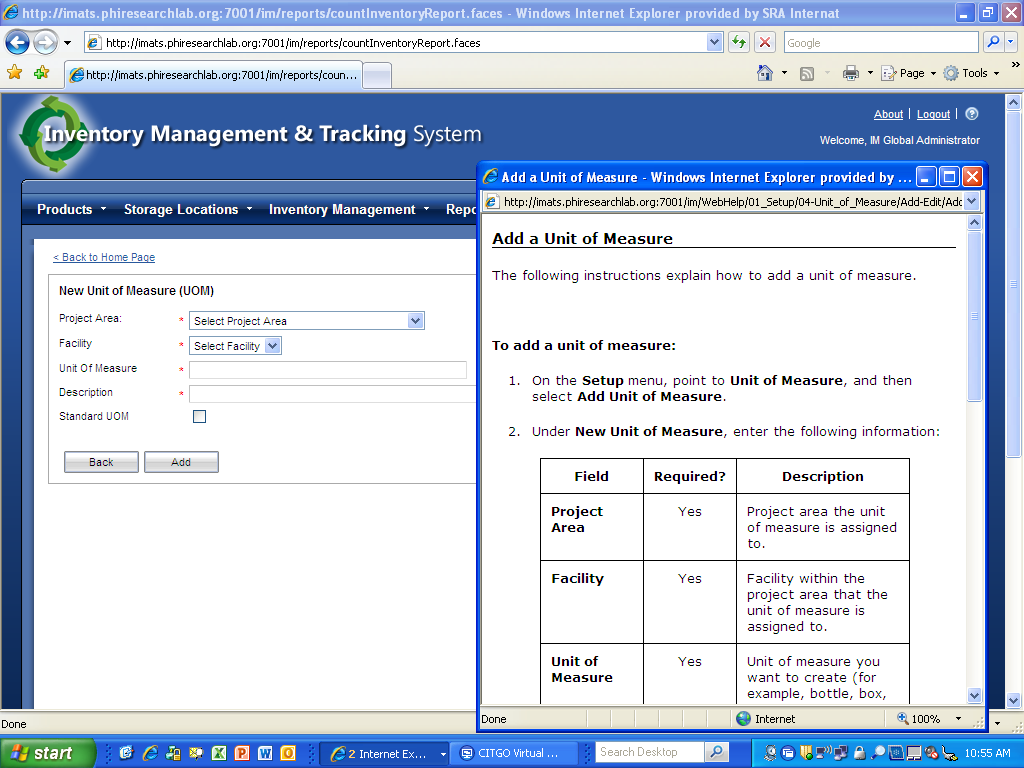 http://imats.phiresearchlab.org:7001/im/reports/countInventoryReport.faces - Windows Internet Explorer provided by SRA Internat
http://imats.phiresearchlab.org:7001/im/reports/countInventoryReport.faces
Google
http://imats.phiresearchlab.org:7001/im/reports/coun...
Page
Tools
»
Inventory Management & Tracking System
About | Logout |
Welcome, IM Global Administrator
Products
Storage Locations
Inventory Management
Repo
< Back to Home Page
New Unit of Measure (UOM)
Project Area: * Select Project Area
Facility * Select Facility
Unit Of Measure *
Description *
Standard UOM
Back
Add
Done
Add a Unit of Measure - Windows Internet Explorer provided by ...
http://imats.phiresearchlab.org:7001/im/WebHelp/01_Setup/04-Unit_of_Measure/Add-Edit/Add
Add a Unit of Measure
The following instructions explain how to add a unit of measure.
To add a unit of measure:
1. On the Setup menu, point to Unit of Measure, and then
select Add Unit of Measure.
2. Under New Unit of Measure, enter the following information:
Field Required? Description
Project
Area
Yes
Project area the unit
of measure is assigned
to.
Facility
Yes
Facility within the
project area that the
unit of measure is
assigned to.
Unit of
Measure
Yes
Unit of measure you
want to create (for
example, bottle, box,
Done
Internet
100%
start
2 Internet Ex...
CITGO Virtual ...
Search Desktop
10:55 AM